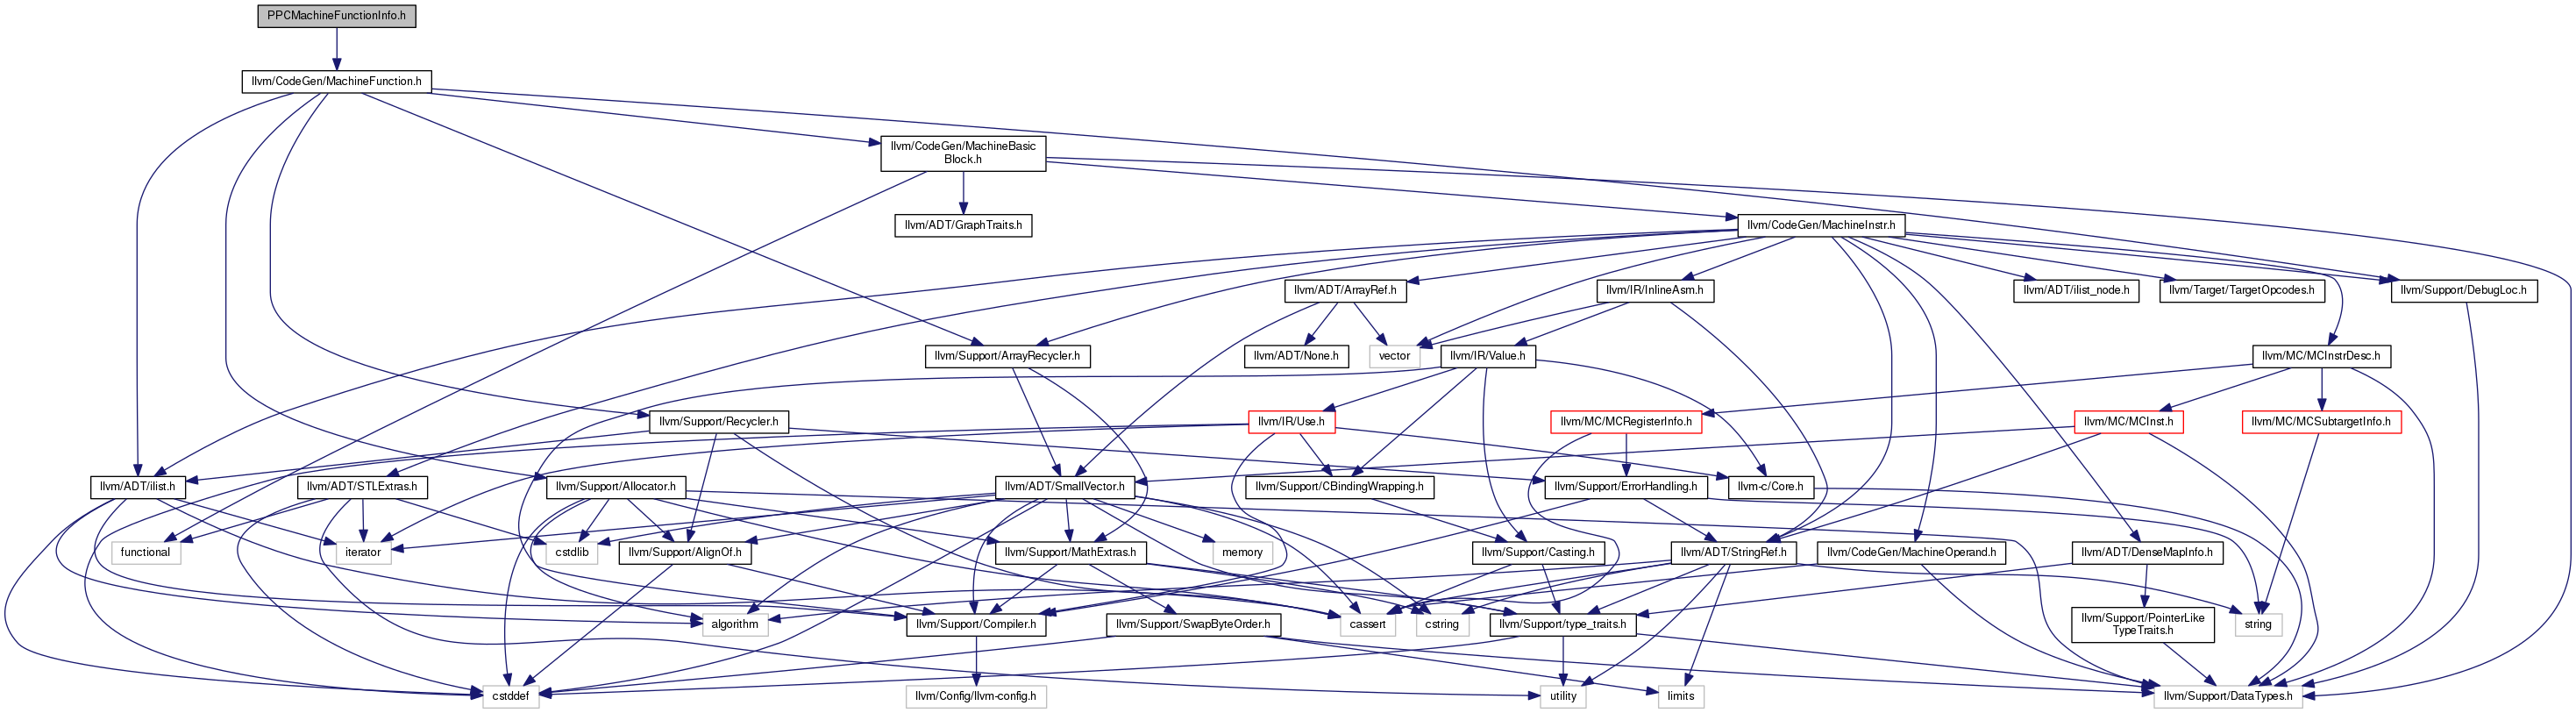 PPCMachineFunctionInfo.h
llvm/CodeGen/MachineFunction.h
llvm/CodeGen/MachineBasic
Block.h
llvm/ADT/GraphTraits.h
llvm/CodeGen/MachineInstr.h
llvm/ADT/ArrayRef.h
llvm/IR/InlineAsm.h
llvm/ADT/ilist_node.h
llvm/Target/TargetOpcodes.h
llvm/Support/DebugLoc.h
llvm/Support/ArrayRecycler.h
llvm/ADT/None.h
vector
llvm/IR/Value.h
llvm/MC/MCInstrDesc.h
llvm/Support/Recycler.h
llvm/IR/Use.h
llvm/MC/MCRegisterInfo.h
llvm/MC/MCInst.h
llvm/MC/MCSubtargetInfo.h
llvm/ADT/ilist.h
llvm/ADT/STLExtras.h
llvm/Support/Allocator.h
llvm/ADT/SmallVector.h
llvm/Support/CBindingWrapping.h
llvm/Support/ErrorHandling.h
llvm-c/Core.h
functional
iterator
cstdlib
llvm/Support/AlignOf.h
llvm/Support/MathExtras.h
memory
llvm/Support/Casting.h
llvm/ADT/StringRef.h
llvm/CodeGen/MachineOperand.h
llvm/ADT/DenseMapInfo.h
algorithm
llvm/Support/Compiler.h
llvm/Support/SwapByteOrder.h
cassert
cstring
llvm/Support/type_traits.h
llvm/Support/PointerLike
TypeTraits.h
string
cstddef
llvm/Config/llvm-config.h
utility
limits
llvm/Support/DataTypes.h